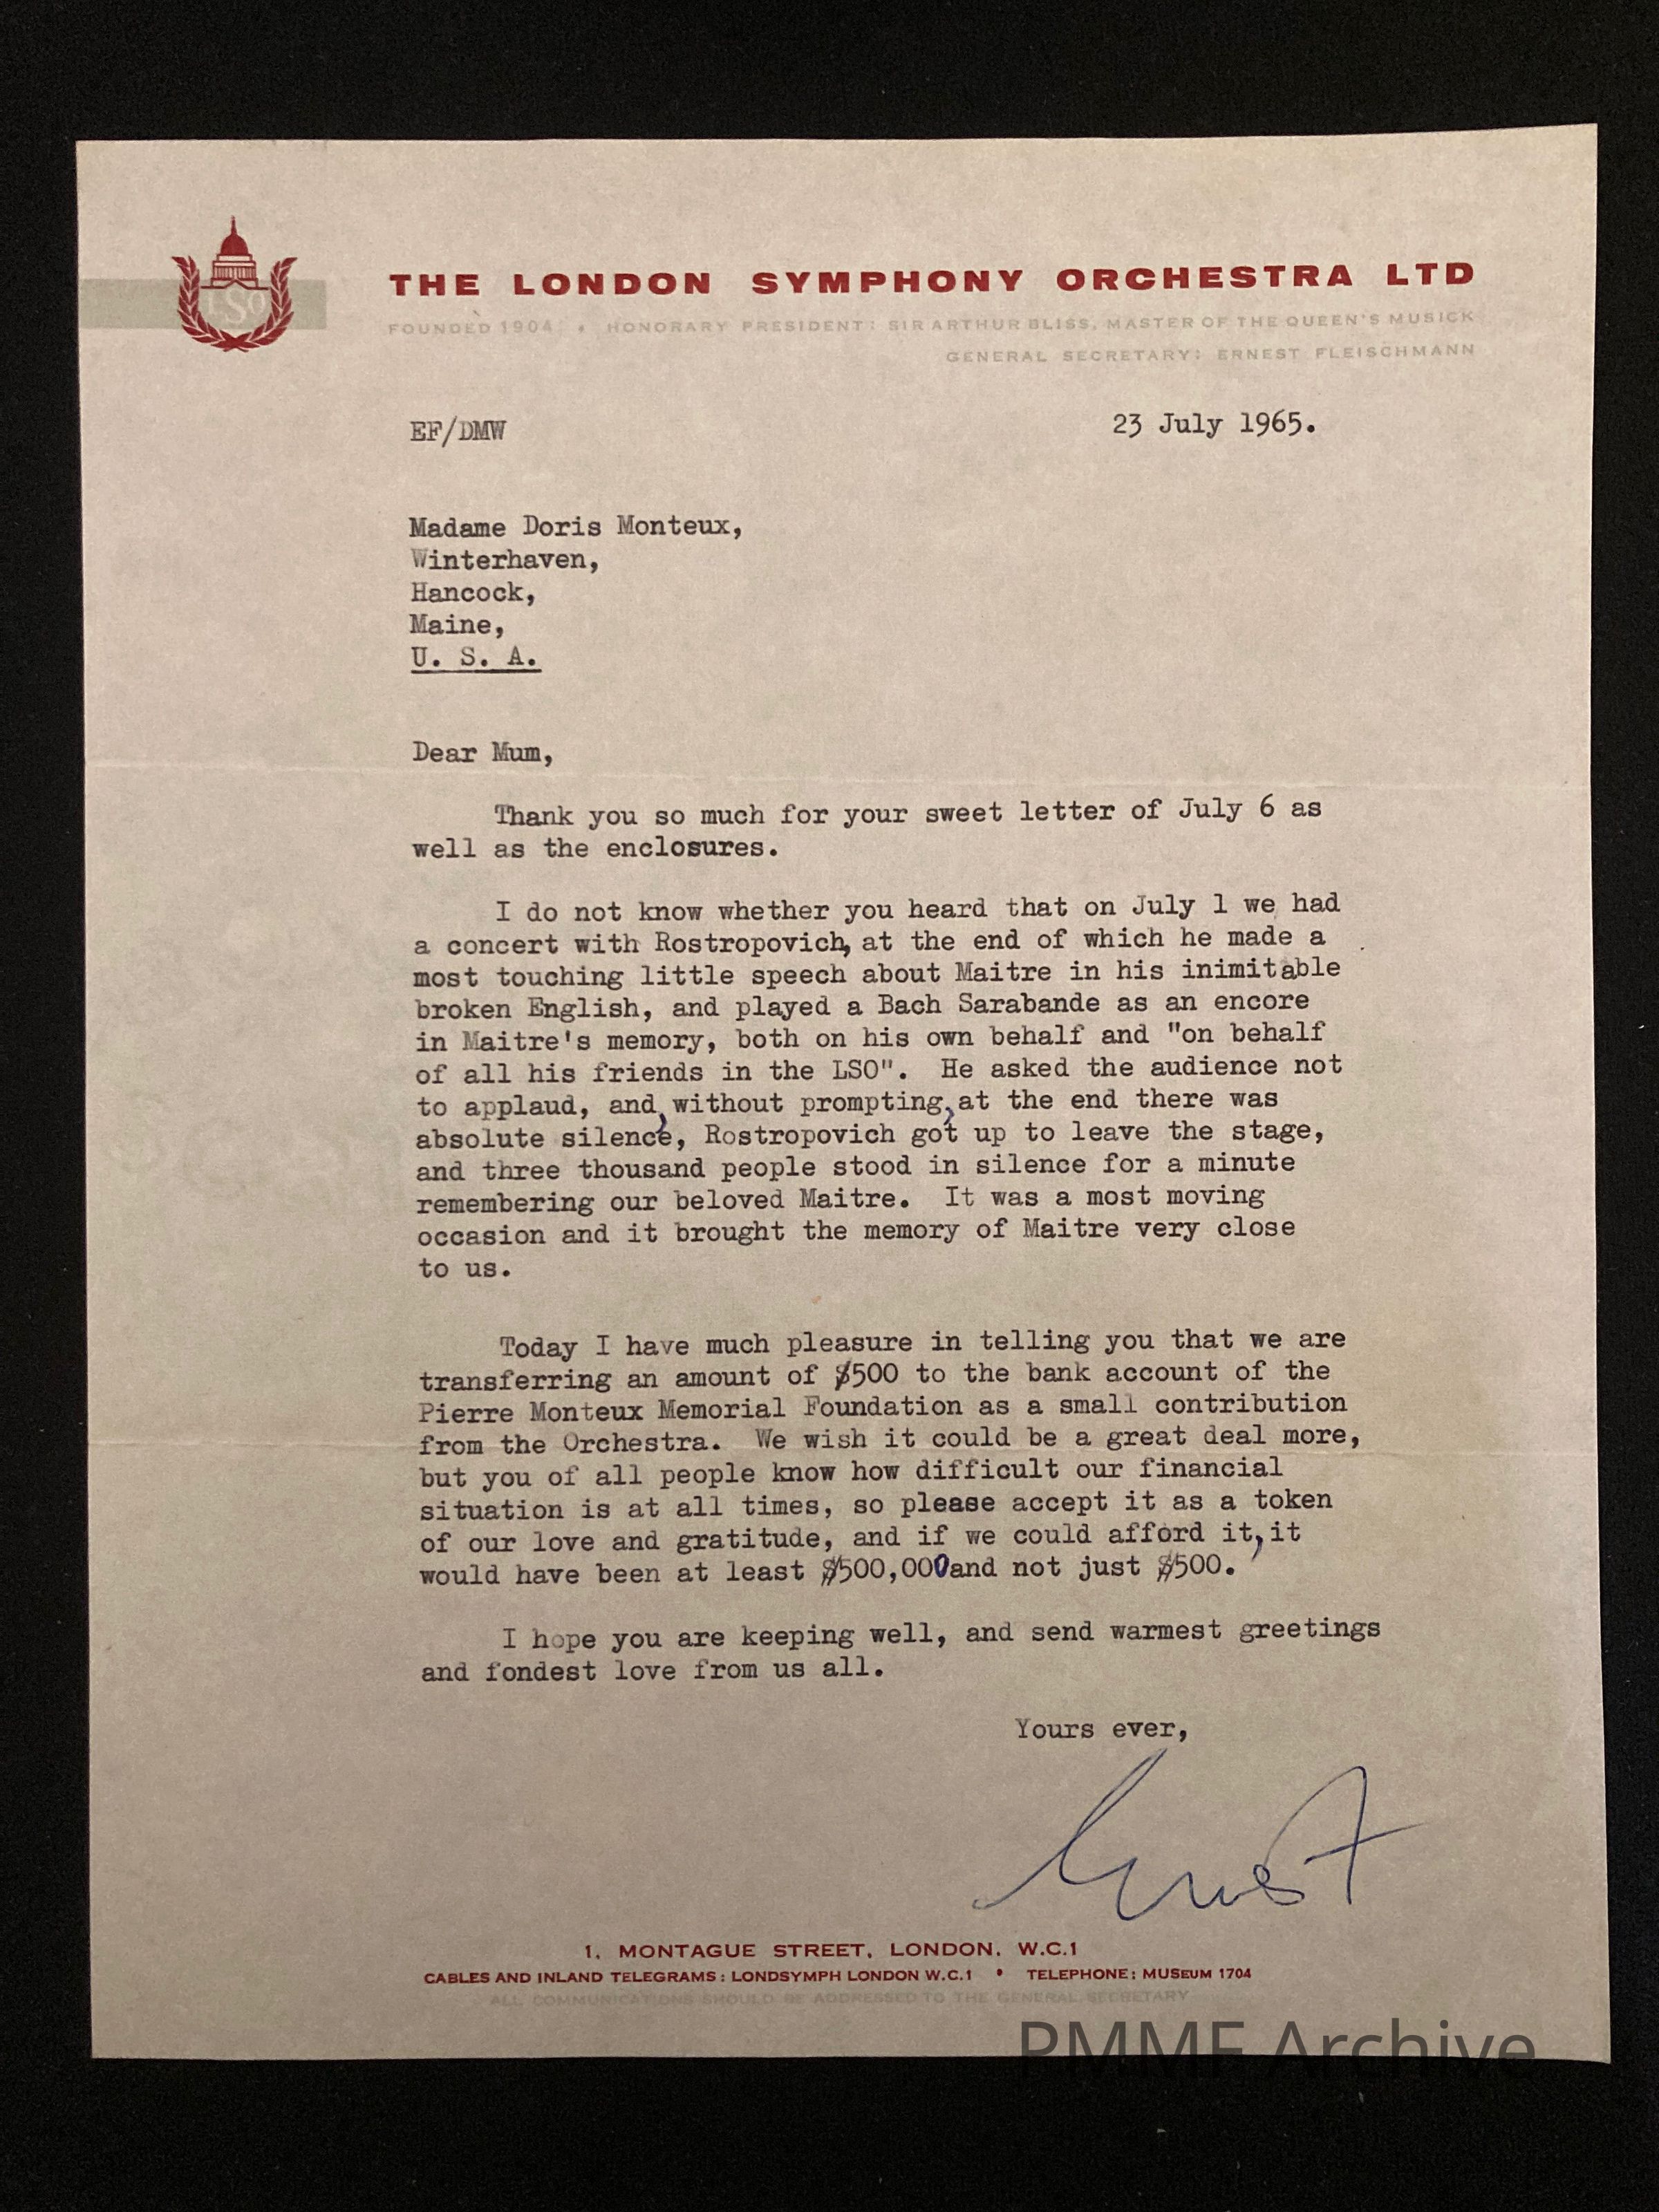 LSO
THE LONDON SYMPHONY ORCHESTRA LTD
FOUNDED 1904 • HONORARY PRESIDENT: SIR ARTHUR BLISS, MASTER OF THE QUEEN'S MUSICK
GENERAL SECRETARY: ERNEST FLEISCHMANN
EF/DMW
23 July 1965.
Madame Doris Monteux,
Winterhaven,
Hancock,
Maine,
U. S. A.
Dear Mum,
Thank you so much for your sweet letter of July 6 as
well as the enclosures.
I do not know whether you heard that on July 1 we had
a concert with Rostropovich, at the end of which he made a
most touching little speech about Maitre in his inimitable
broken English, and played a Bach Sarabande as an encore
in Maitre's memory, both on his own behalf and "on behalf
of all his friends in the LSO". He asked the audience not
to applaud, and, without prompting, at the end there was
absolute silence, Rostropovich got up to leave the stage,
and three thousand people stood in silence for a minute
remembering our beloved Maitre. It was a most moving
occasion and it brought the memory of Maitre very close
to us.
Today I have much pleasure in telling you that we are
transferring an amount of $500 to the bank account of the
Pierre Monteux Memorial Foundation as a small contribution
from the Orchestra. We wish it could be a great deal more,
but you of all people know how difficult our financial
situation is at all times, so please accept it as a token
of our love and gratitude, and if we could afford it, it
would have been at least $500,000 and not just $500.
I hope you are keeping well, and send warmest greetings
and fondest love from us all.
Yours ever,
Ernest
1, MONTAGUE STREET, LONDON, W.C.1
CABLES AND INLAND TELEGRAMS: LONDSYMPH LONDON W.C.1 • TELEPHONE: MUSEUM 1704
ALL COMMUNICATIONS SHOULD BE ADDRESSED TO THE GENERAL SECRETARY
PMMF Archive